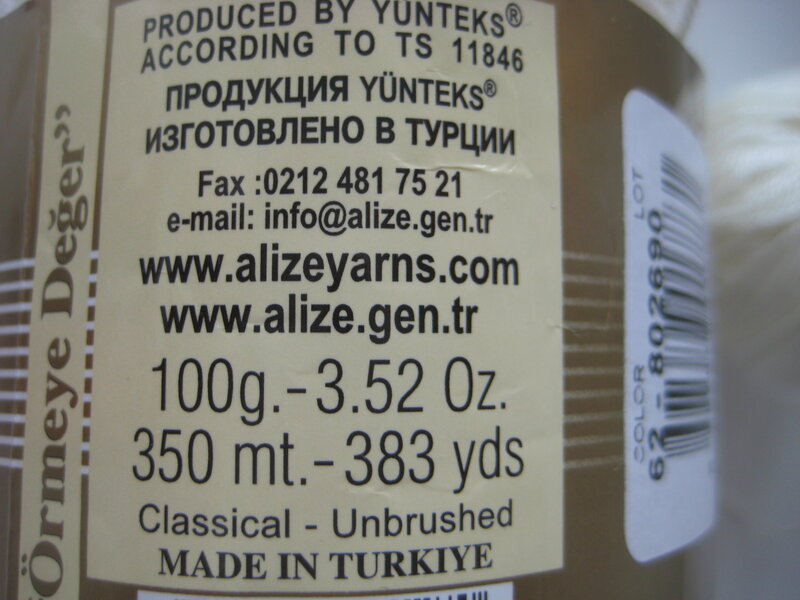 PRODUCED BY YÜNTEKS®
ACCORDING TO TS 11846
ПРОДУКЦИЯ YÜNTEKS®
ИЗГОТОВЛЕНО В ТУРЦИИ
Fax :0212 481 75 21
e-mail: info@alize.gen.tr
www.alizeyarns.com
www.alize.gen.tr
100g.-3.52 Oz.
350 mt.-383 yds
Classical - Unbrushed
MADE IN TURKIYE
Örmeye Değer”
COLOR LOT
62 - 802690